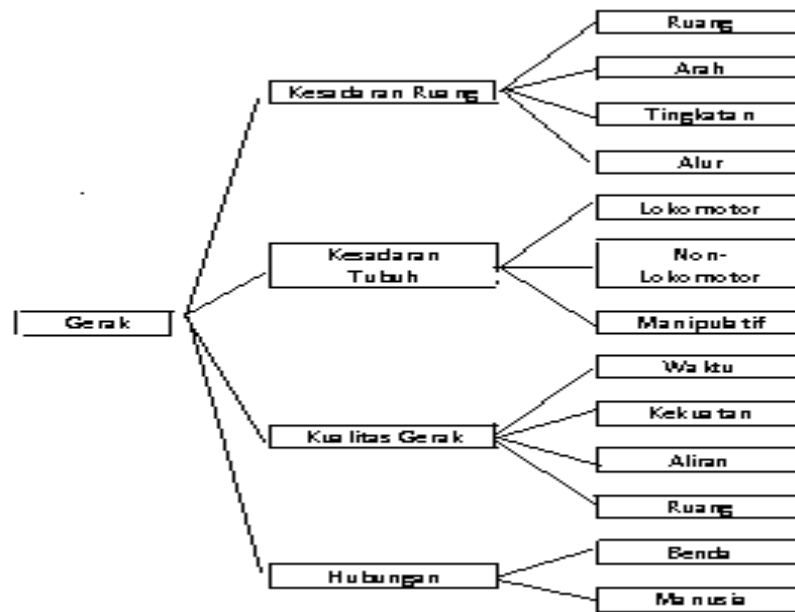 Gerak
Kesadaran Ruang
Ruang
Arah
Tingkatan
Alur
Kesadaran
Tubuh
Lokomotor
Non-
Lokomotor
Manipulatif
Kualitas Gerak
Waktu
Kekuatan
Aliran
Ruang
Hubungan
Benda
Manusia